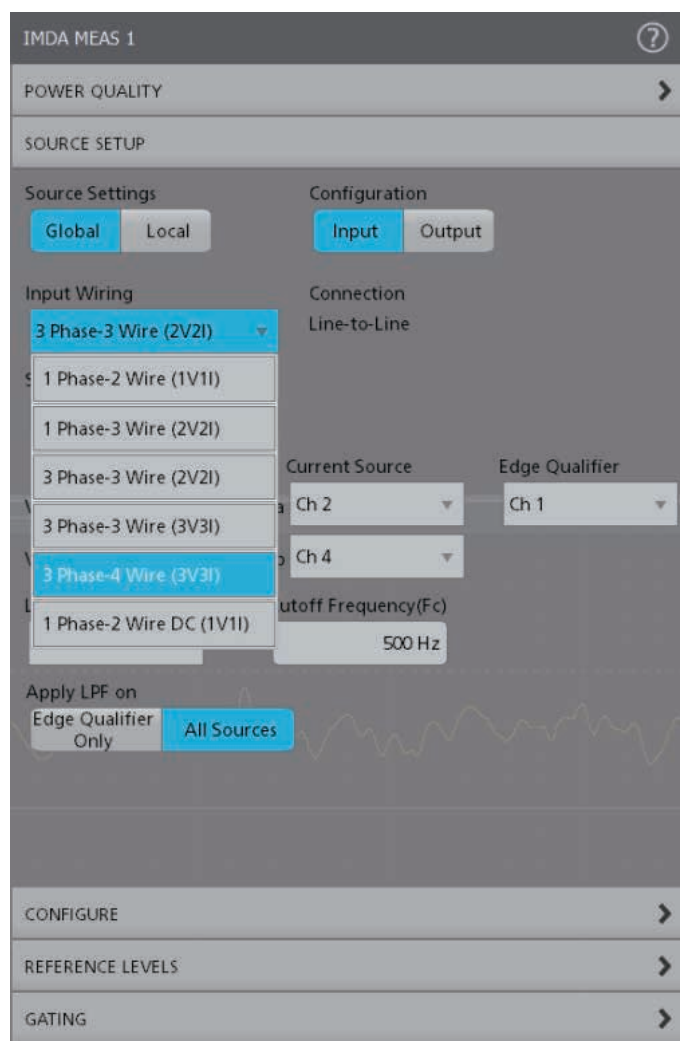 IMDA MEAS 1
?
POWER QUALITY
SOURCE SETUP
Source Settings
Configuration
Global Local
Input Output
Input Wiring
Connection
3 Phase-3 Wire (2V2I)
Line-to-Line
1 Phase-2 Wire (1V1I)
1 Phase-3 Wire (2V2I)
3 Phase-3 Wire (2V2I)
3 Phase-3 Wire (3V3I)
3 Phase-4 Wire (3V3I)
1 Phase-2 Wire DC (1V1I)
Current Source
Edge Qualifier
Ch 2
Ch 1
Ch 4
utoff Frequency(Fc)
500 Hz
Apply LPF on
Edge Qualifier
Only
All Sources
CONFIGURE
REFERENCE LEVELS
GATING